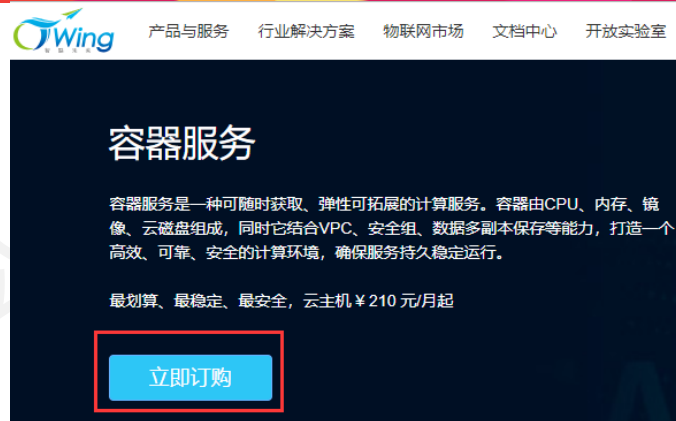 CTWing
产品与服务 行业解决方案 物联网市场 文档中心 开放实验室
容器服务
容器服务是一种可随时获取、弹性可拓展的计算服务。容器由CPU、内存、镜
像、云磁盘组成，同时它结合VPC、安全组、数据多副本保存等能力，打造一个
高效、可靠、安全的计算环境，确保服务持久稳定运行。
最划算、最稳定、最安全，云主机￥210 元/月起
立即订购